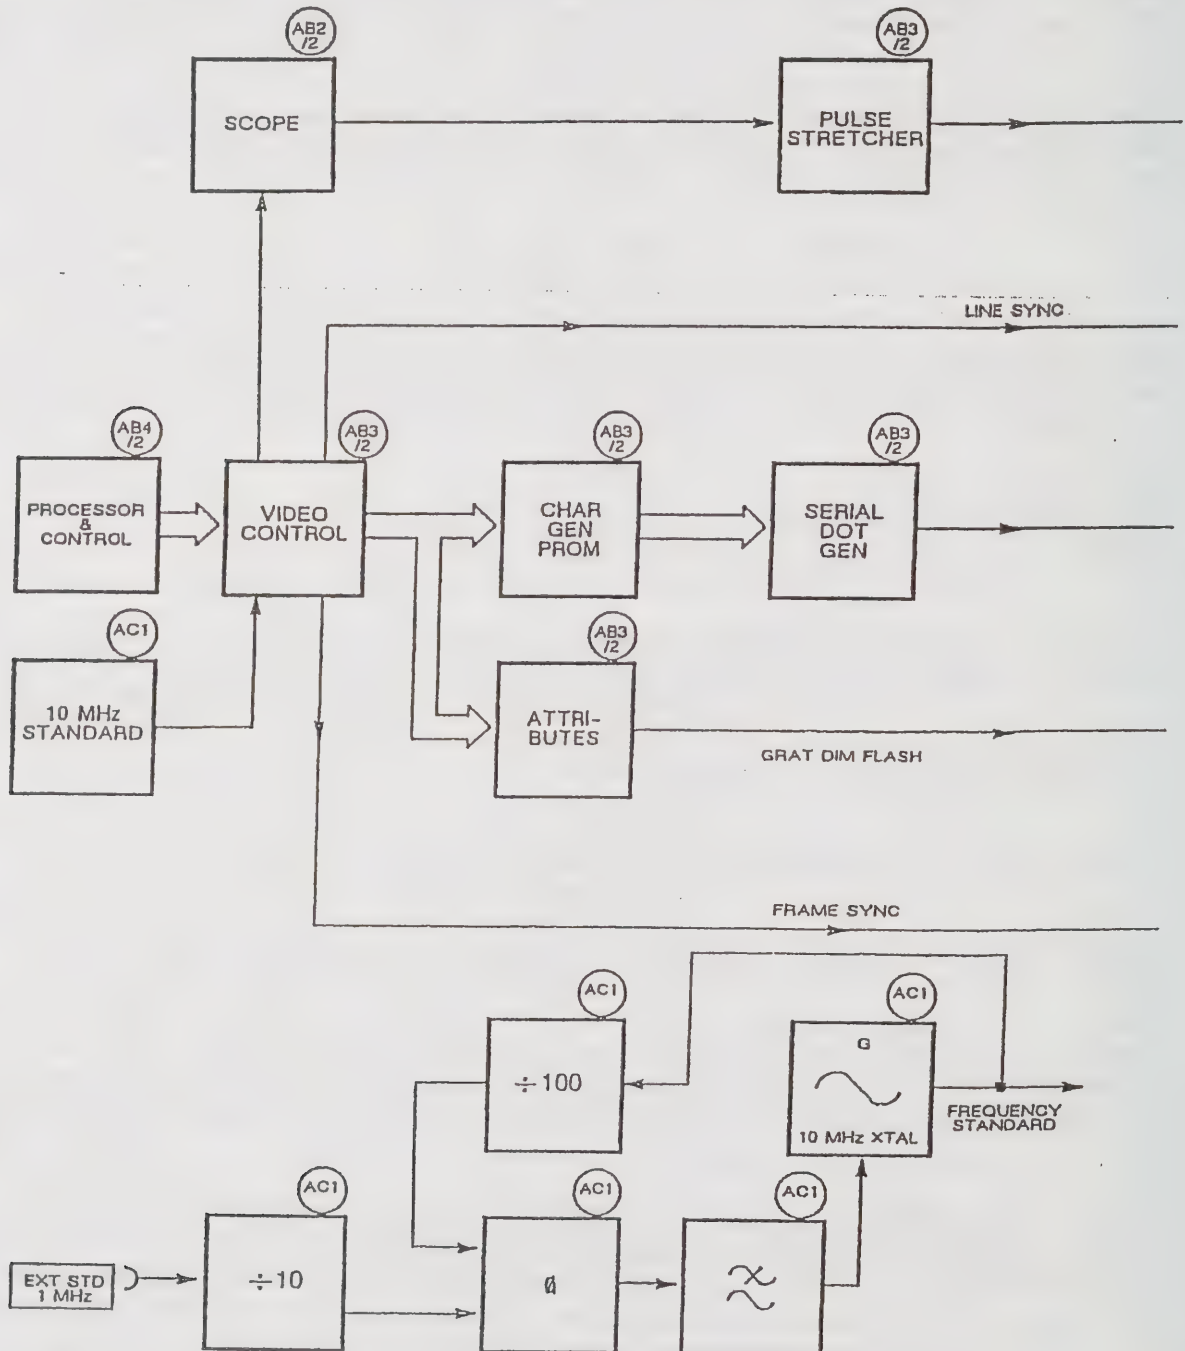 AB2
/2
AB3
/2
SCOPE
PULSE
STRETCHER
LINE SYNC
AB4
/2
AB3
/2
AB3
/2
AB3
/2
PROCESSOR
&
CONTROL
VIDEO
CONTROL
CHAR
GEN
PROM
SERIAL
DOT
GEN
AC1
AB3
/2
10 MHz
STANDARD
ATTRI-
BUTES
GRAT DIM FLASH
FRAME SYNC
AC1
AC1
÷100
G
10 MHz XTAL
FREQUENCY
STANDARD
AC1
AC1
AC1
EXT STD
1 MHz
÷10
Ø